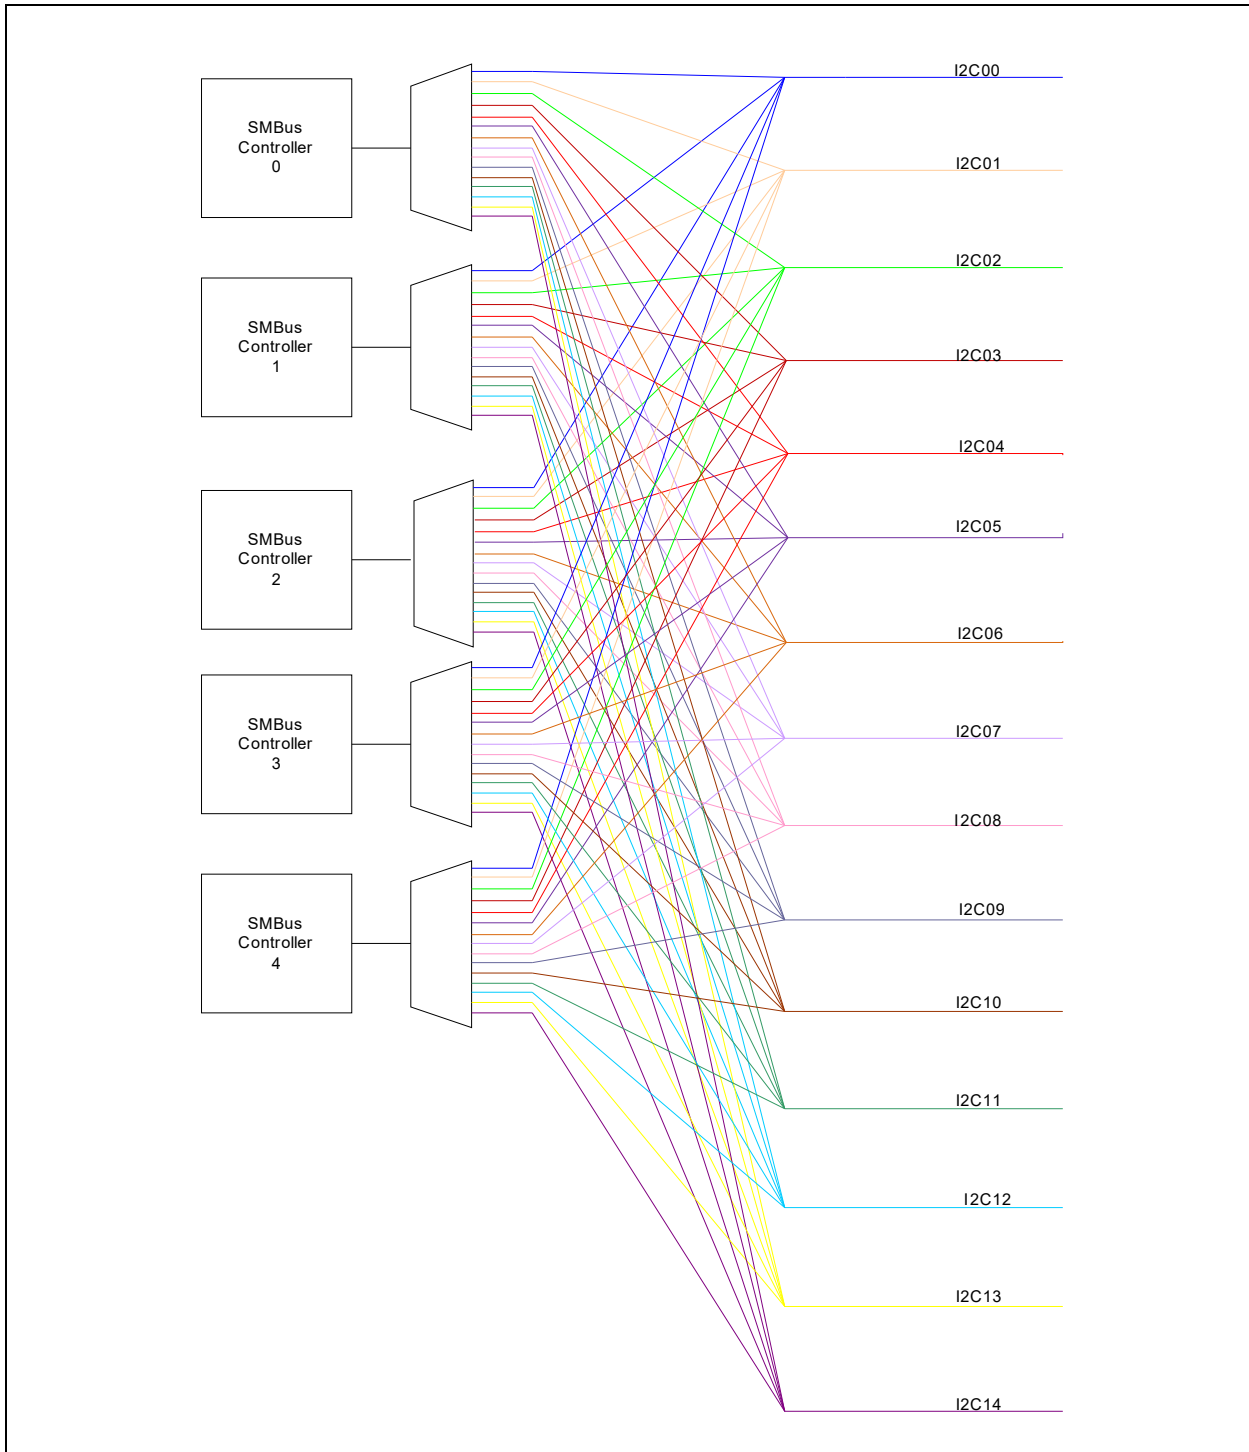 SMBus
Controller
0
SMBus
Controller
1
SMBus
Controller
2
SMBus
Controller
3
SMBus
Controller
4
I2C00
I2C01
I2C02
I2C03
I2C04
I2C05
I2C06
I2C07
I2C08
I2C09
I2C10
I2C11
I2C12
I2C13
I2C14